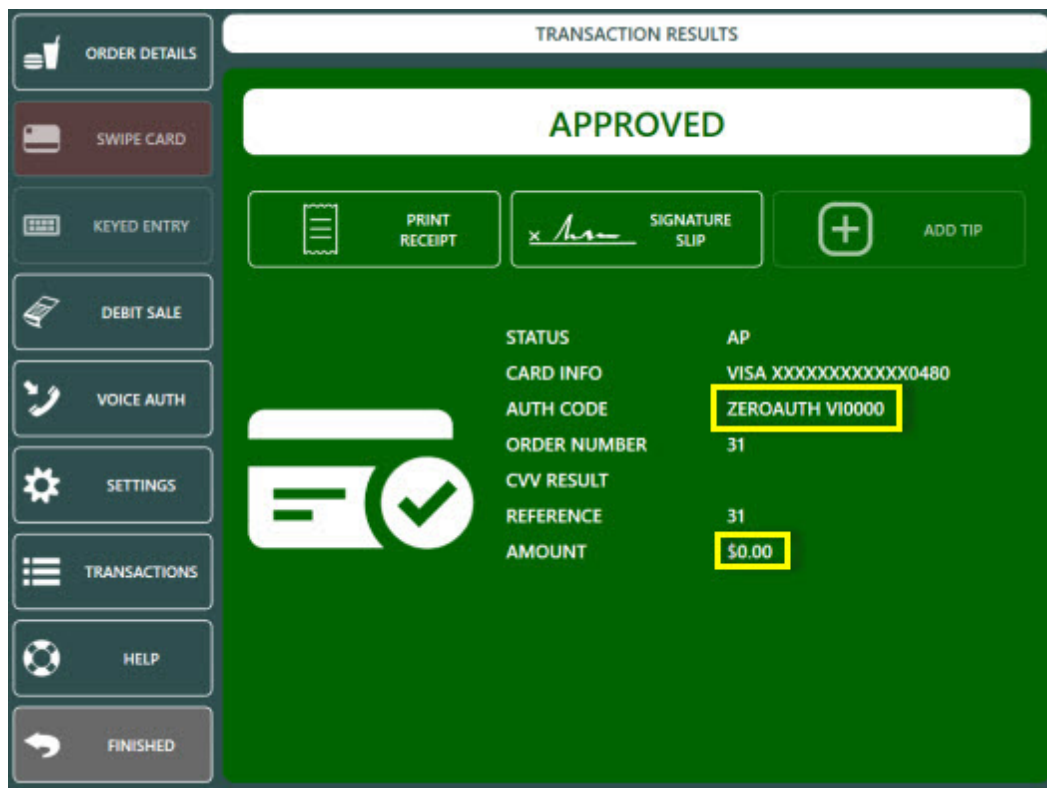 TRANSACTION RESULTS
ORDER DETAILS
SWIPE CARD
KEYED ENTRY
DEBIT SALE
VOICE AUTH
SETTINGS
TRANSACTIONS
HELP
FINISHED
APPROVED
PRINT
RECEIPT
x
SIGNATURE
SLIP
ADD TIP
STATUS AP
CARD INFO VISA XXXXXXXXXXXX0480
AUTH CODE ZEROAUTH VI0000
ORDER NUMBER 31
CVV RESULT
REFERENCE 31
AMOUNT $0.00